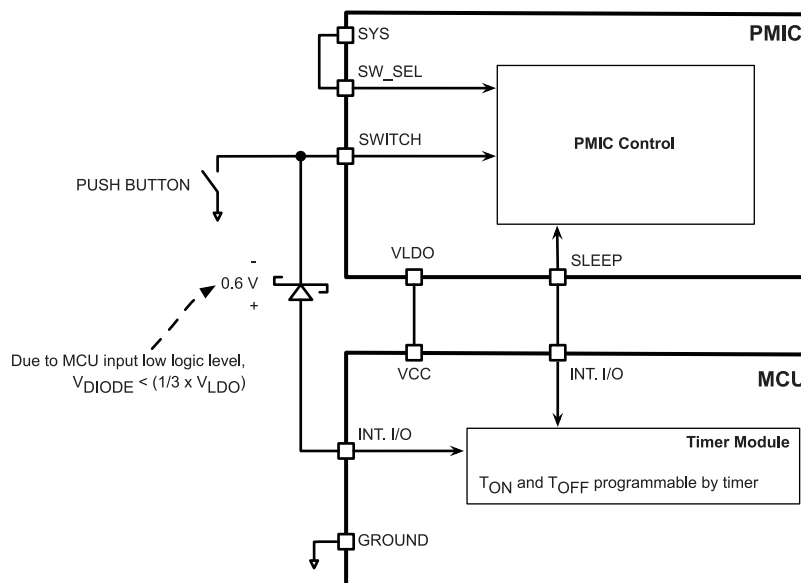 SYS
PMIC
SW_SEL
PMIC Control
SWITCH
PUSH BUTTON
VLDO
SLEEP
-
0.6 V
+
Due to MCU input low logic level,
VDIODE < (1/3 x VLDO)
VCC
INT. I/O
MCU
INT. I/O
Timer Module
TON and TOFF programmable by timer
GROUND